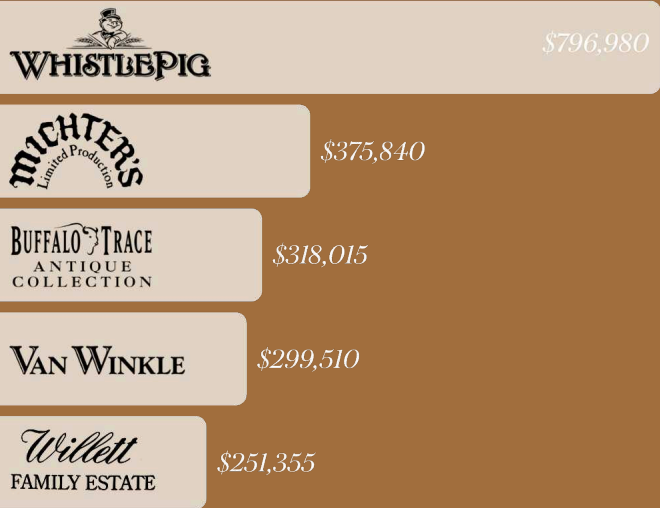 WHISTLEPIG
$796,980
MICHTER'S
Limited Production
$375,840
BUFFALO TRACE
ANTIQUE
COLLECTION
$318,015
VAN WINKLE
$299,510
Willett
FAMILY ESTATE
$251,355